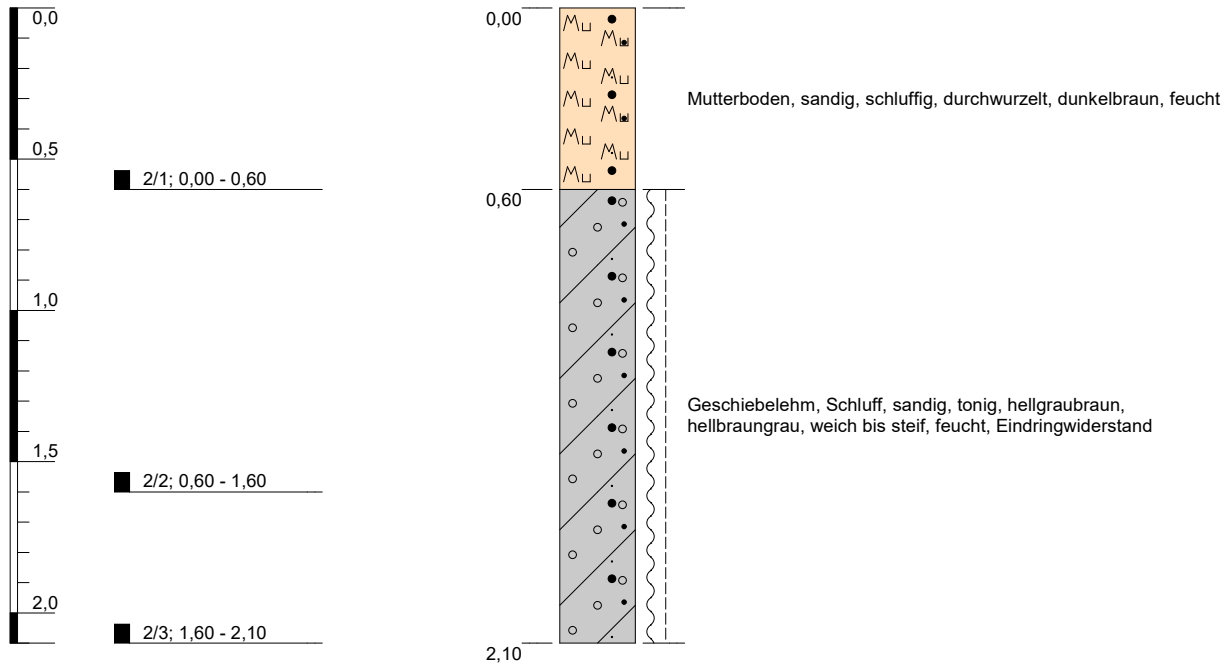 0,0
0,00
Mutterboden, sandig, schluffig, durchwurzelt, dunkelbraun, feucht
0,5
2/1; 0,00 - 0,60
0,60
1,0
Geschiebelehm, Schluff, sandig, tonig, hellgraubraun,
hellbraungrau, weich bis steif, feucht, Eindringwiderstand
1,5
2/2; 0,60 - 1,60
2,0
2/3; 1,60 - 2,10
2,10